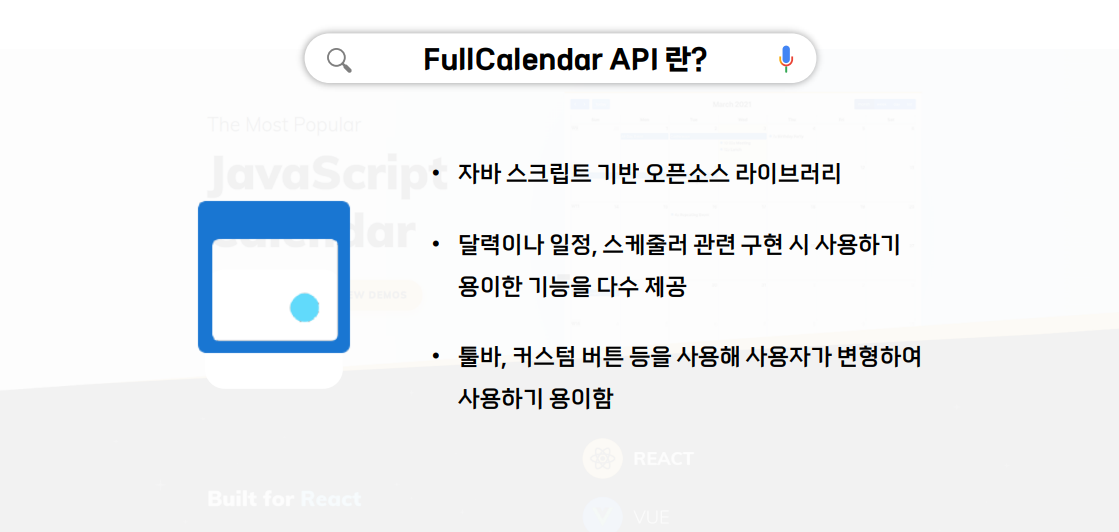 FullCalendar API 란?
The Most Popular
JavaScript
Calendar
• 자바 스크립트 기반 오픈소스 라이브러리
• 달력이나 일정, 스케줄러 관련 구현 시 사용하기
용이한 기능을 다수 제공
• 툴바, 커스텀 버튼 등을 사용해 사용자가 변형하여
사용하기 용이함
REACT
Built for React
VUE